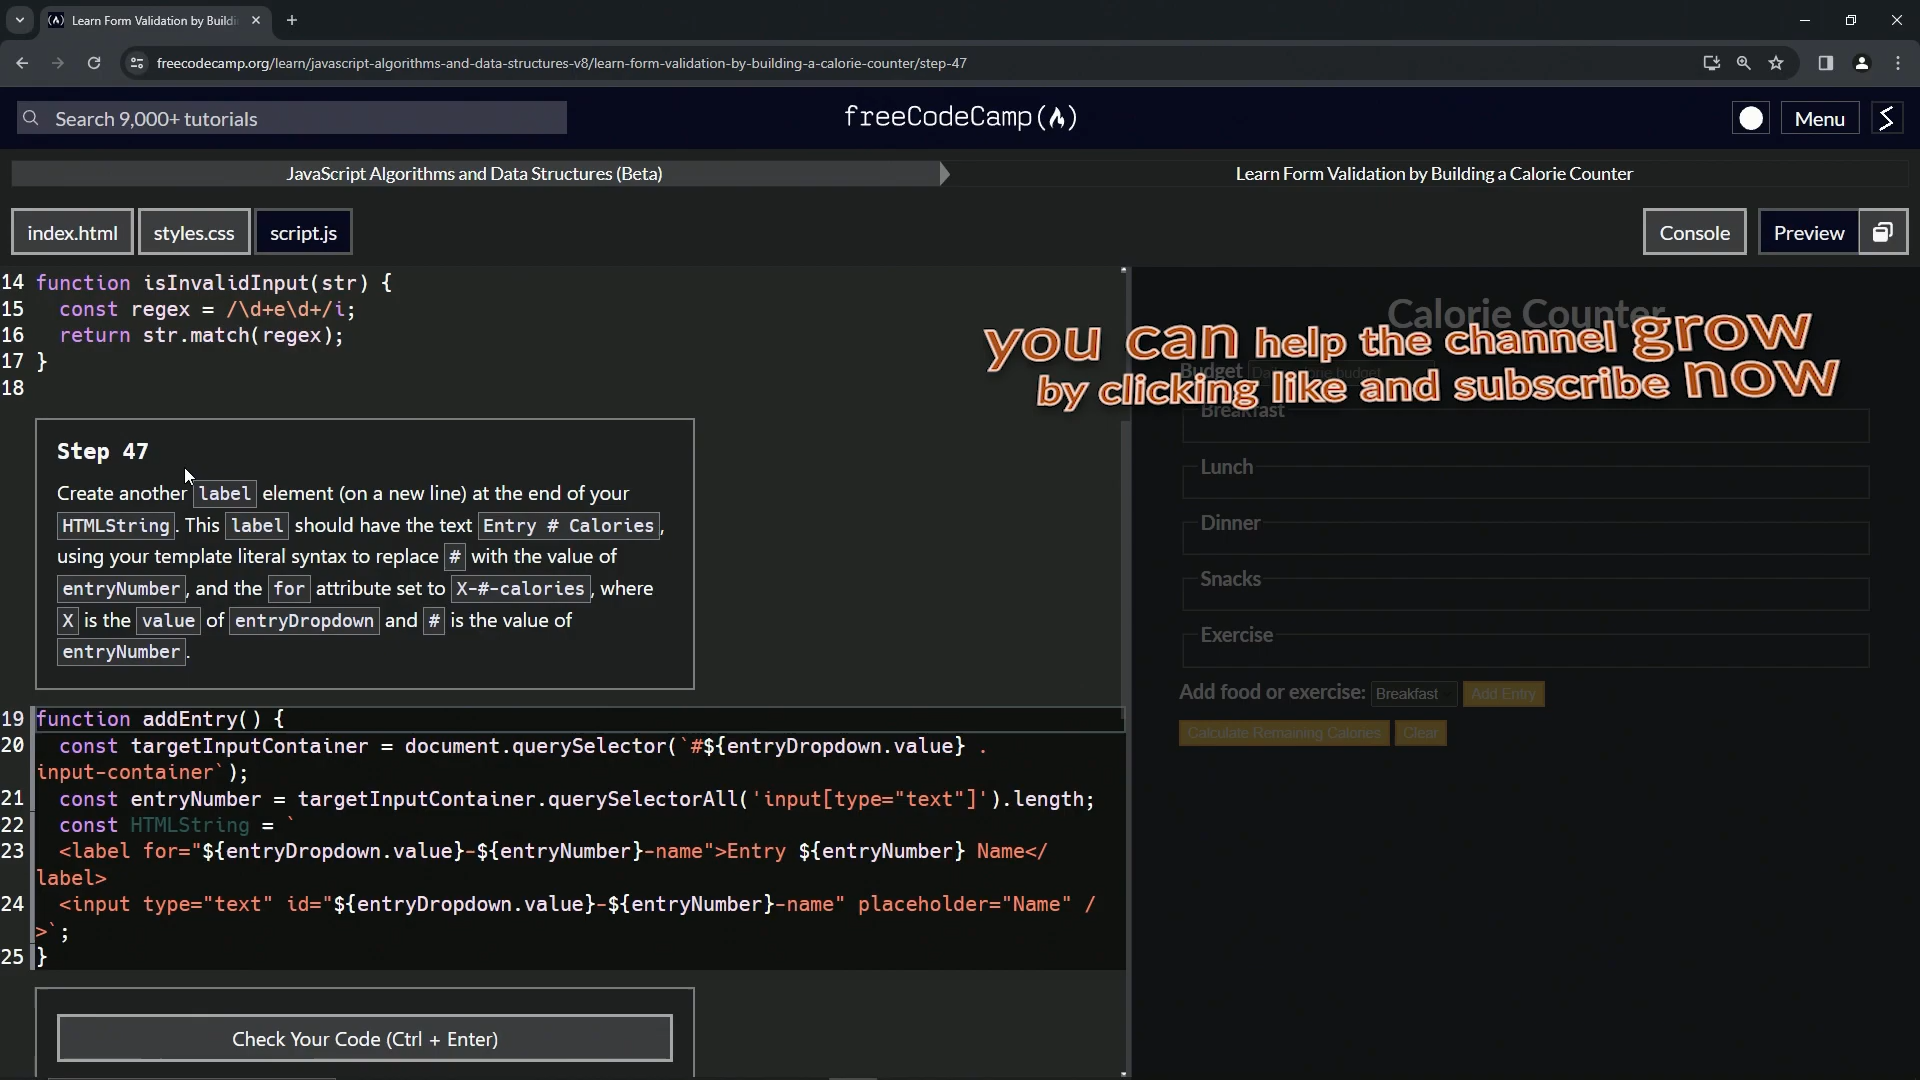 Learn Form Validation by Buildi
freecodecamp.org/learn/javascript-algorithms-and-data-structures-v8/learn-form-validation-by-building-a-calorie-counter/step-47
Search 9,000+ tutorials
freeCodeCamp(
Menu
JavaScript Algorithms and Data Structures (Beta)
Learn Form Validation by Building a Calorie Counter
index.html
styles.css
script.js
Console
Preview
14 function isInvalidInput(str) {
15 const regex = /\d+e\d+/i;
16 return str.match(regex);
17 }
18
Step 47
Create another label element (on a new line) at the end of your
HTMLString. This label should have the text Entry # Calories,
using your template literal syntax to replace # with the value of
entryNumber, and the for attribute set to X-#-calories, where
X is the value of entryDropdown and # is the value of
entryNumber.
19 function addEntry() {
20 const targetInputContainer = document.querySelector(`#${entryDropdown.value} .
input-container`);
21 const entryNumber = targetInputContainer.querySelectorAll('input[type="text"]').length;
22 const HTMLString = `
23 <label for="${entryDropdown.value}-${entryNumber}-name">Entry ${entryNumber} Name</
label>
24 <input type="text" id="${entryDropdown.value}-${entryNumber}-name" placeholder="Name" /
>`;
25 }
Check Your Code (Ctrl + Enter)
Calorie Counter
you can help the channel grow
by clicking like and subscribe now
Budget
Breakfast
Lunch
Dinner
Snacks
Exercise
Add food or exercise: Breakfast Add Entry
Calculate Remaining Calories Clear